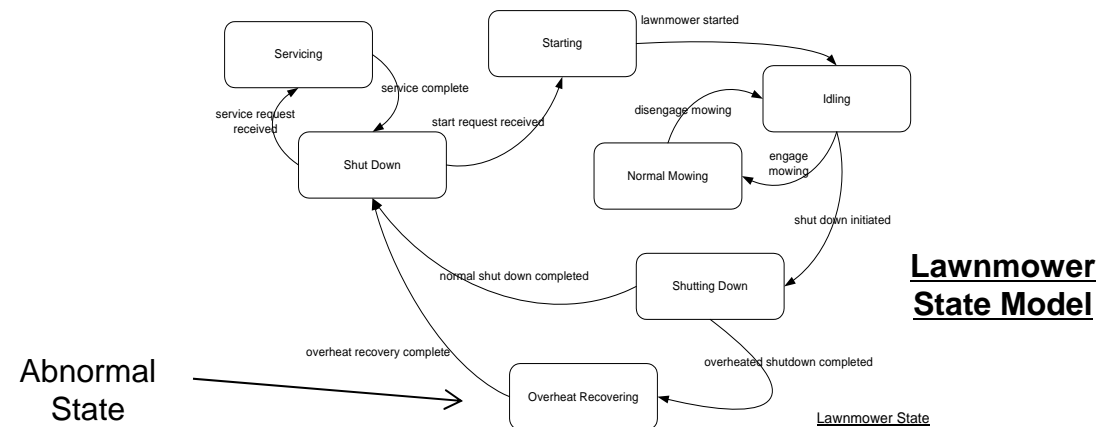 lawnmower started
Servicing
Starting
Idling
service complete
disengage mowing
service request
received
start request received
Shut Down
Normal Mowing
engage
mowing
shut down initiated
normal shut down completed
Shutting Down
Lawnmower
State Model
overheat recovery complete
overheated shutdown completed
Abnormal
State
Overheat Recovering
Lawnmower State